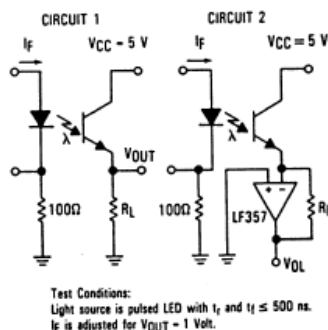 CIRCUIT 1
CIRCUIT 2
IF
VCC - 5 V
IF
VCC = 5 V
λ
VOUT
λ
100Ω
RL
100Ω
+ -
LF357
VOL
Test Conditions:
Light source is pulsed LED with tr and tf ≤ 500 ns.
IF is adjusted for VOUT - 1 Volt.